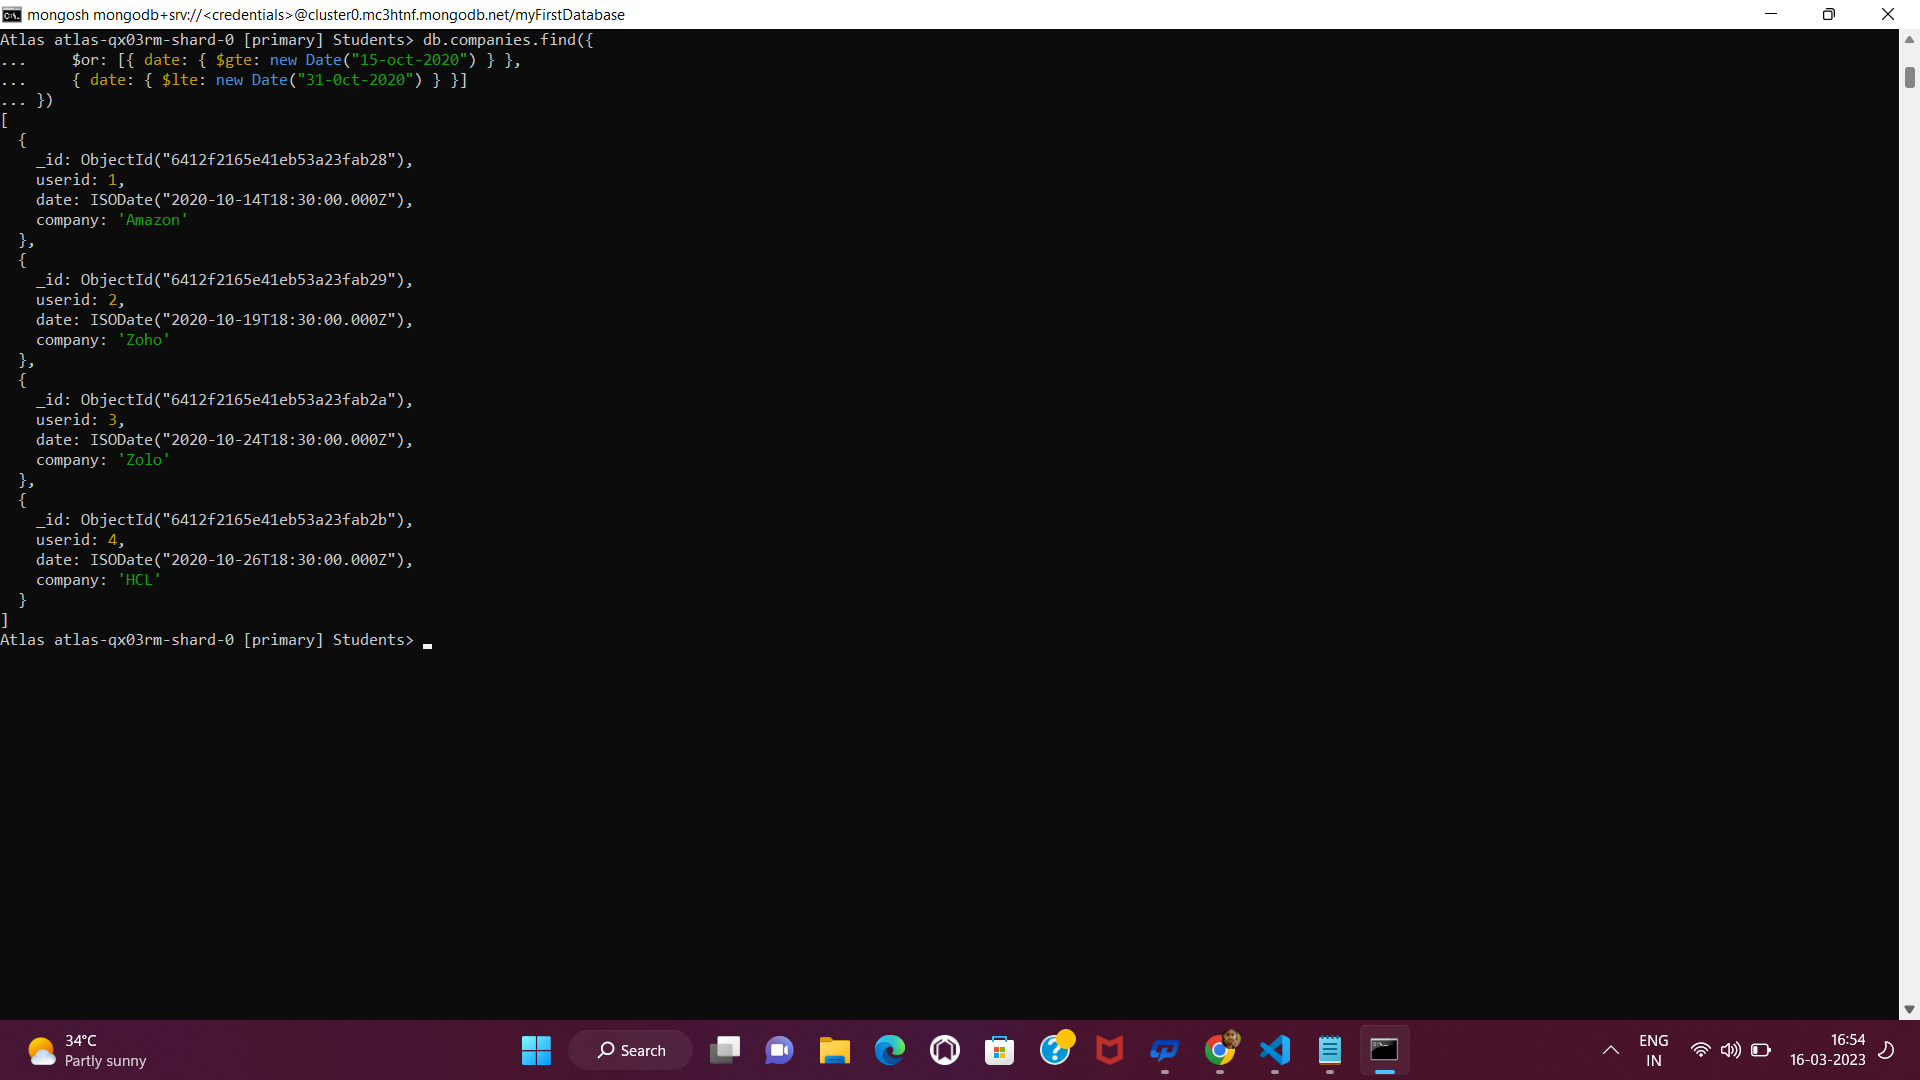 mongosh mongodb+srv://<credentials>@cluster0.mc3htnf.mongodb.net/myFirstDatabase
Atlas atlas-qx03rm-shard-0 [primary] Students> db.companies.find({
...     $or: [{ date: { $gte: new Date("15-oct-2020") } },
...     { date: { $lte: new Date("31-Oct-2020") } }]
... })
[
  {
    _id: ObjectId("6412f2165e41eb53a23fab28"),
    userid: 1,
    date: ISODate("2020-10-14T18:30:00.000Z"),
    company: 'Amazon'
  },
  {
    _id: ObjectId("6412f2165e41eb53a23fab29"),
    userid: 2,
    date: ISODate("2020-10-19T18:30:00.000Z"),
    company: 'Zoho'
  },
  {
    _id: ObjectId("6412f2165e41eb53a23fab2a"),
    userid: 3,
    date: ISODate("2020-10-24T18:30:00.000Z"),
    company: 'Zolo'
  },
  {
    _id: ObjectId("6412f2165e41eb53a23fab2b"),
    userid: 4,
    date: ISODate("2020-10-26T18:30:00.000Z"),
    company: 'HCL'
  }
]
Atlas atlas-qx03rm-shard-0 [primary] Students>
34°C
Partly sunny
Search
ENG
IN
16:54
16-03-2023